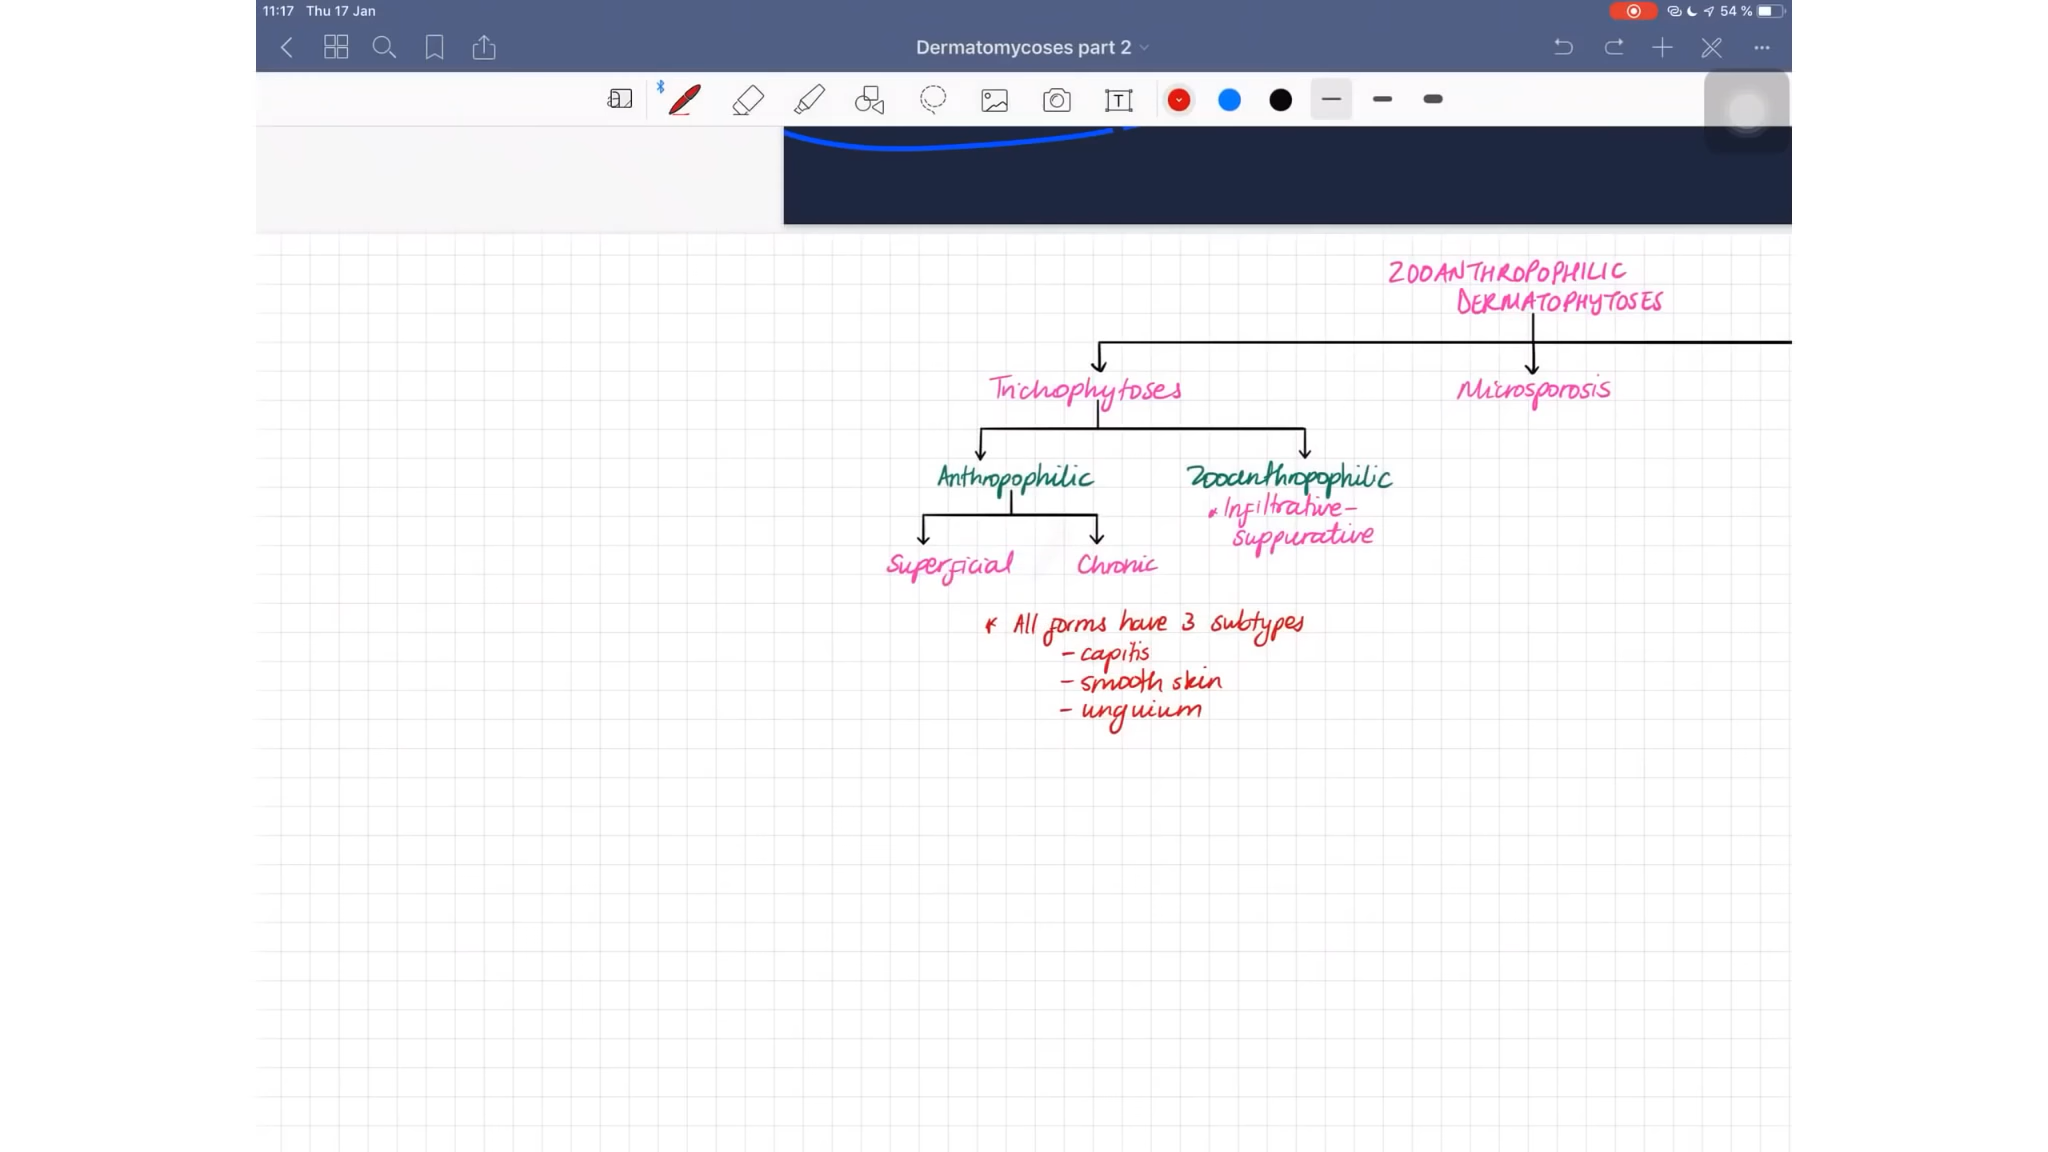 11:17 Thu 17 Jan
54 %
Dermatomycoses part 2
T
ZOOANTHROPOPHILIC
DERMATOPHYTOSES
Trichophytoses
Microsporosis
Anthropophilic
Zooanthropophilic
* Infiltrative-
suppurative
Superficial
Chronic
* All forms have 3 subtypes
- capitis
- smooth skin
- unguium